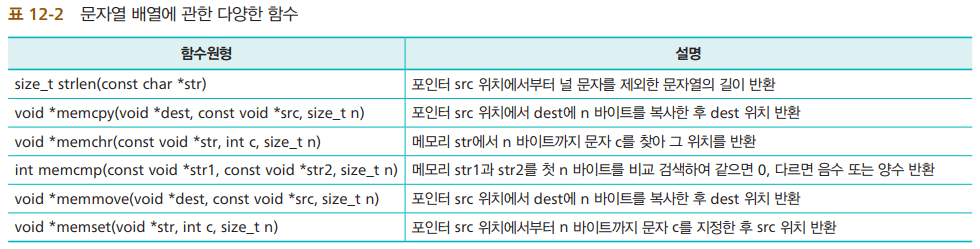 표 12-2 문자열 배열에 관한 다양한 함수
함수원형 설명
size_t strlen(const char *str) 포인터 src 위치에서부터 널 문자를 제외한 문자열의 길이 반환
void *memcpy(void *dest, const void *src, size_t n) 포인터 src 위치에서 dest에 n 바이트를 복사한 후 dest 위치 반환
void *memchr(const void *str, int c, size_t n) 메모리 str에서 n 바이트까지 문자 c를 찾아 그 위치를 반환
int memcmp(const void *str1, const void *str2, size_t n) 메모리 str1과 str2를 첫 n 바이트를 비교 검색하여 같으면 0, 다르면 음수 또는 양수 반환
void *memmove(void *dest, const void *src, size_t n) 포인터 src 위치에서 dest에 n 바이트를 복사한 후 dest 위치 반환
void *memset(void *str, int c, size_t n) 포인터 src 위치에서부터 n 바이트까지 문자 c를 지정한 후 src 위치 반환